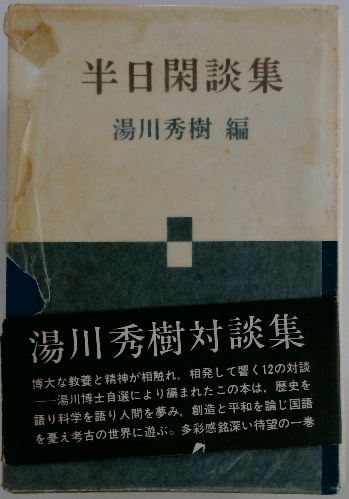 半日閑談集
湯川秀樹 編
湯川秀樹対談集
博大な教養と精神が相触れ、相発して響く12の対談
――湯川博士自選により編まれたこの本は、歴史を
語り科学を語り人間を夢み、創造と平和を論じ国語
を憂え考古の世界に遊ぶ。多彩感銘深い待望の一巻